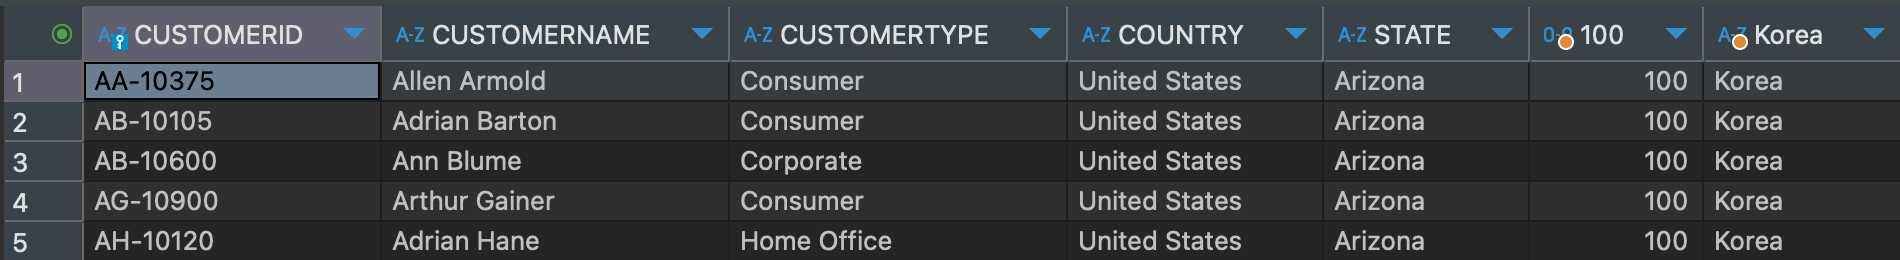 CUSTOMERID CUSTOMERNAME CUSTOMERTYPE COUNTRY STATE 100 Korea
1 AA-10375 Allen Armold Consumer United States Arizona 100 Korea
2 AB-10105 Adrian Barton Consumer United States Arizona 100 Korea
3 AB-10600 Ann Blume Corporate United States Arizona 100 Korea
4 AG-10900 Arthur Gainer Consumer United States Arizona 100 Korea
5 AH-10120 Adrian Hane Home Office United States Arizona 100 Korea